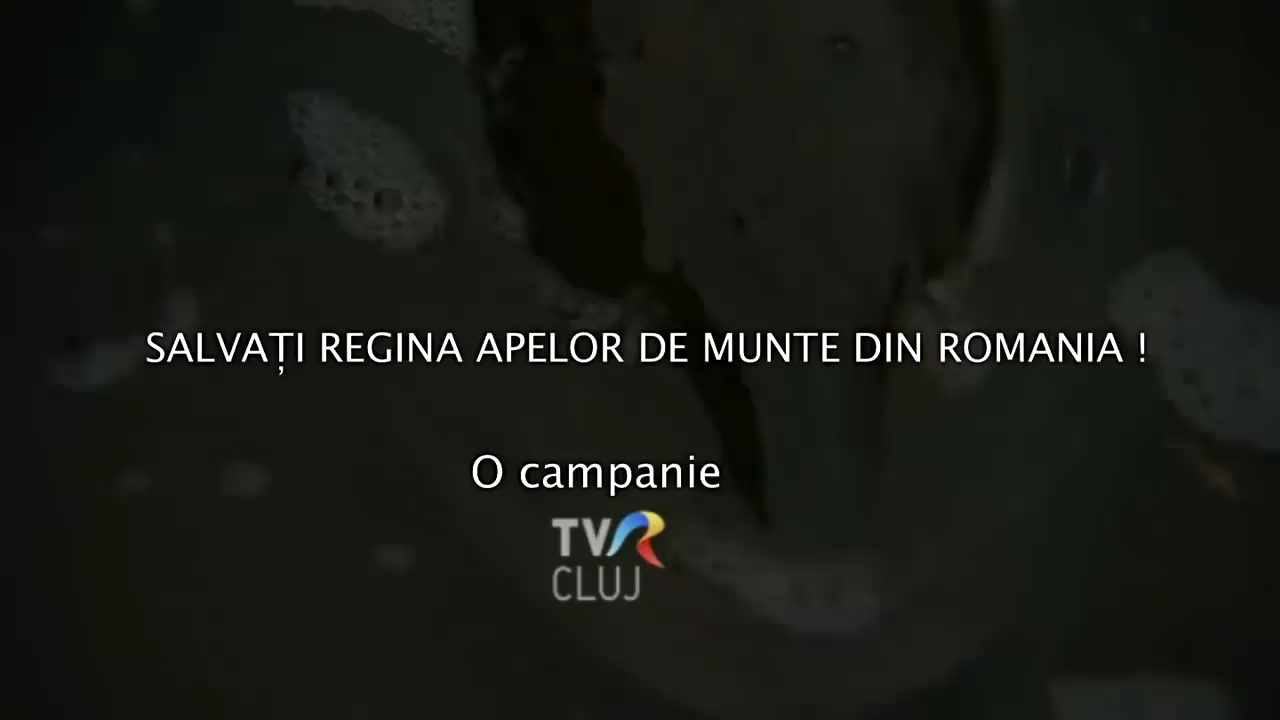 SALVAȚI REGINA APELOR DE MUNTE DIN ROMANIA !
O campanie
TVR
CLUJ